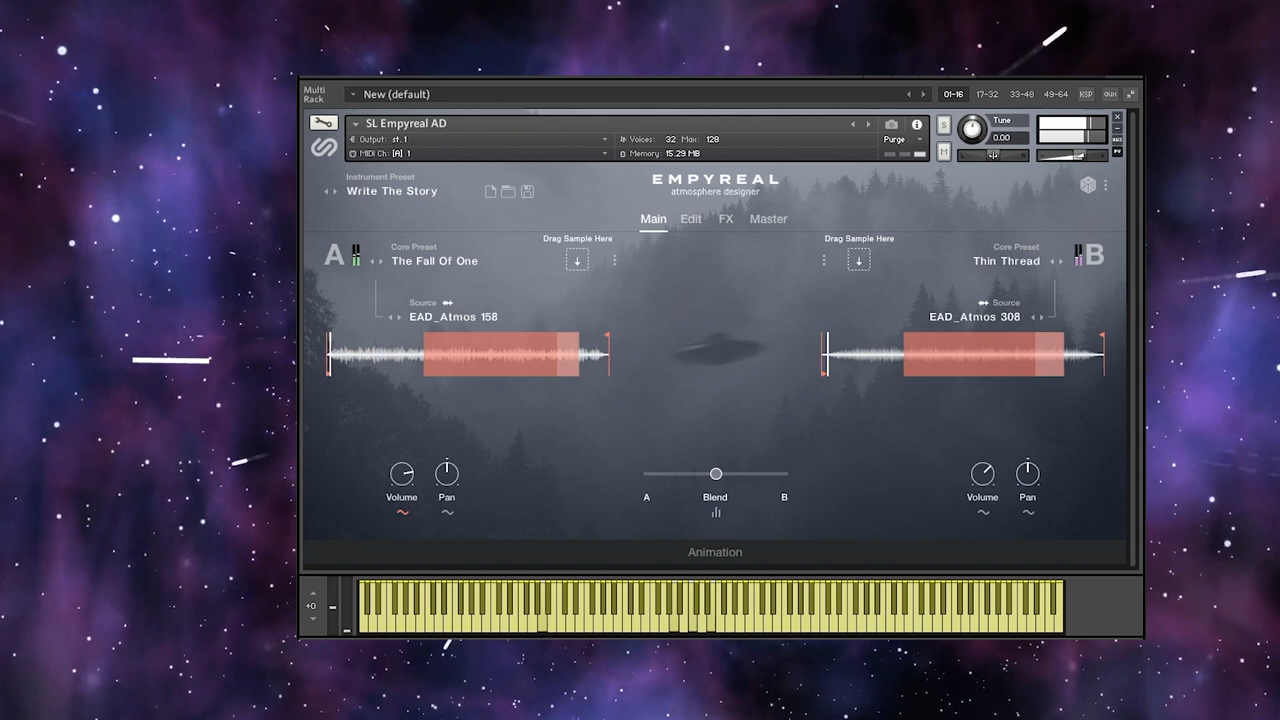 Multi Rack
New (default)
01-16 17-32 33-48 49-64 KSP aux
SL Empyreal AD
Output: st. 1
Voices: 32 Max: 128
Purge
MIDI Ch: [A] 1
Memory: 15.29 MB
S
M
Tune
0.00
AUX
PV
Instrument Preset
Write The Story
EMPYREAL
atmosphere designer
Main Edit FX Master
A
Core Preset
The Fall Of One
Drag Sample Here
Drag Sample Here
Core Preset
Thin Thread
B
Source
EAD_Atmos 158
Source
EAD_Atmos 308
Volume Pan
A Blend B
Volume Pan
Animation
+0